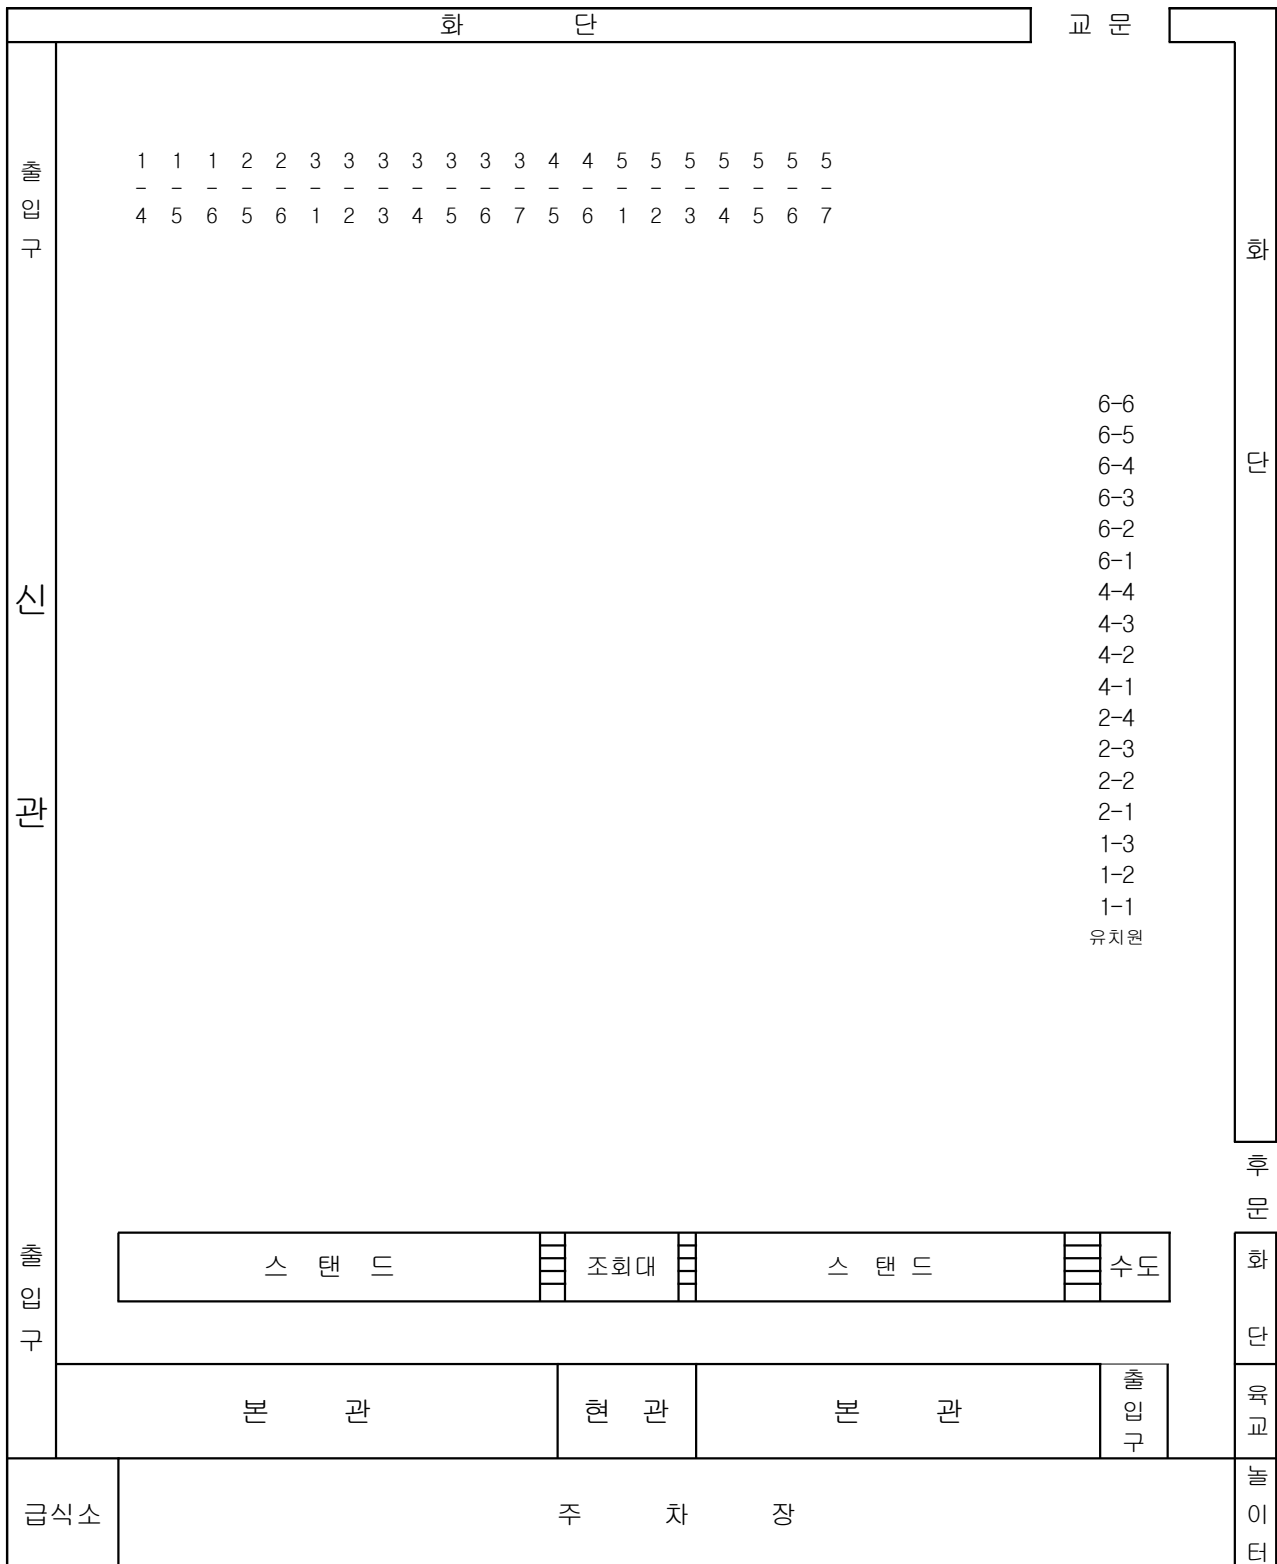 화 단
교 문
출
입
구
1 1 1 2 2 3 3 3 3 3 3 3 4 4 5 5 5 5 5 5 5
- - - - - - - - - - - - - - - - - - - - -
4 5 6 5 6 1 2 3 4 5 6 7 5 6 1 2 3 4 5 6 7
화
단
6-6
6-5
6-4
6-3
6-2
6-1
4-4
4-3
4-2
4-1
2-4
2-3
2-2
2-1
1-3
1-2
1-1
유치원
신
관
후
문
출
입
구
스 탠 드
조회대
스 탠 드
수도
화
단
본 관
현 관
본 관
출
입
구
육
교
급식소
주 차 장
놀
이
터